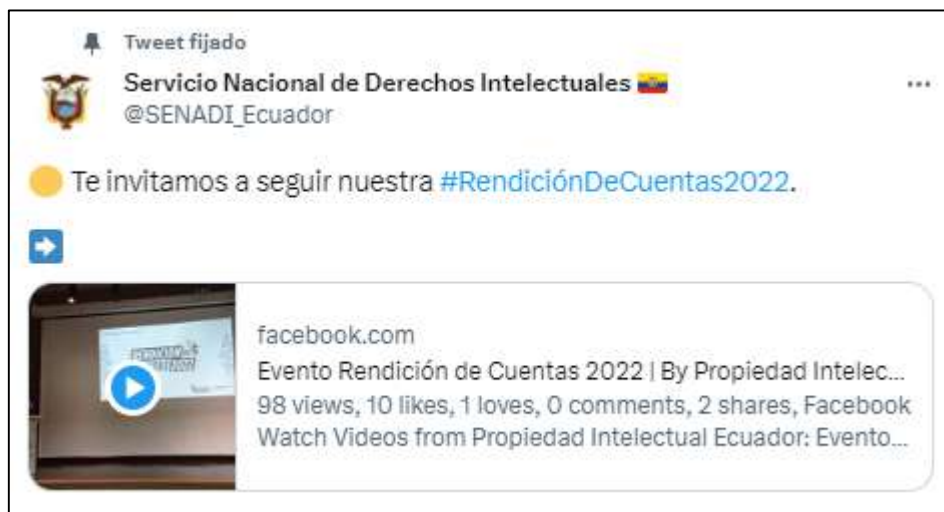 Tweet fijado
Servicio Nacional de Derechos Intelectuales
@SENADI_Ecuador
Te invitamos a seguir nuestra #RendiciónDeCuentas2022.
facebook.com
Evento Rendición de Cuentas 2022 | By Propiedad Intelec...
98 views, 10 likes, 1 loves, 0 comments, 2 shares, Facebook
Watch Videos from Propiedad Intelectual Ecuador: Evento...